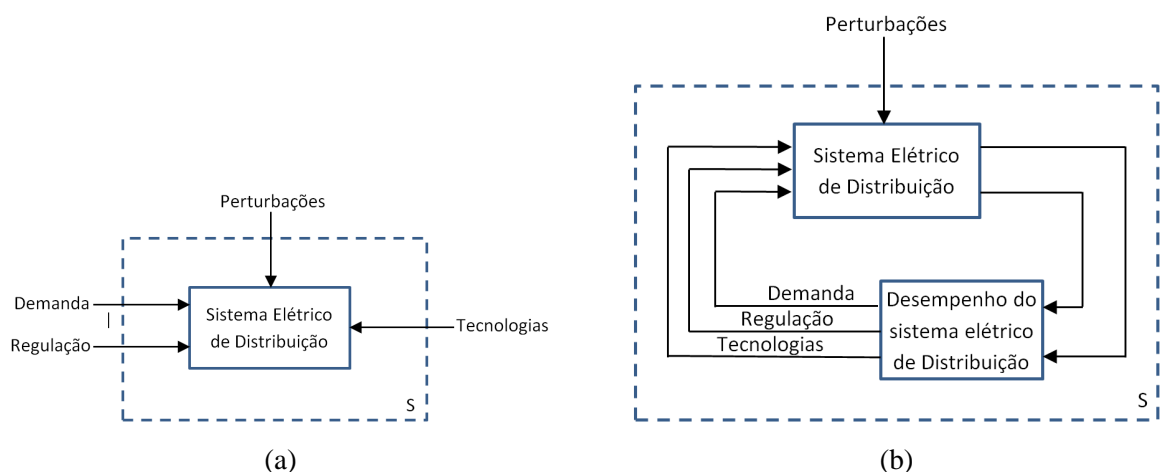 Perturbações
Demanda
Regulação
Sistema Elétrico
de Distribuição
Tecnologias
S
(a)
Perturbações
Sistema Elétrico
de Distribuição
Demanda
Regulação
Tecnologias
Desempenho do
sistema elétrico
de Distribuição
S
(b)